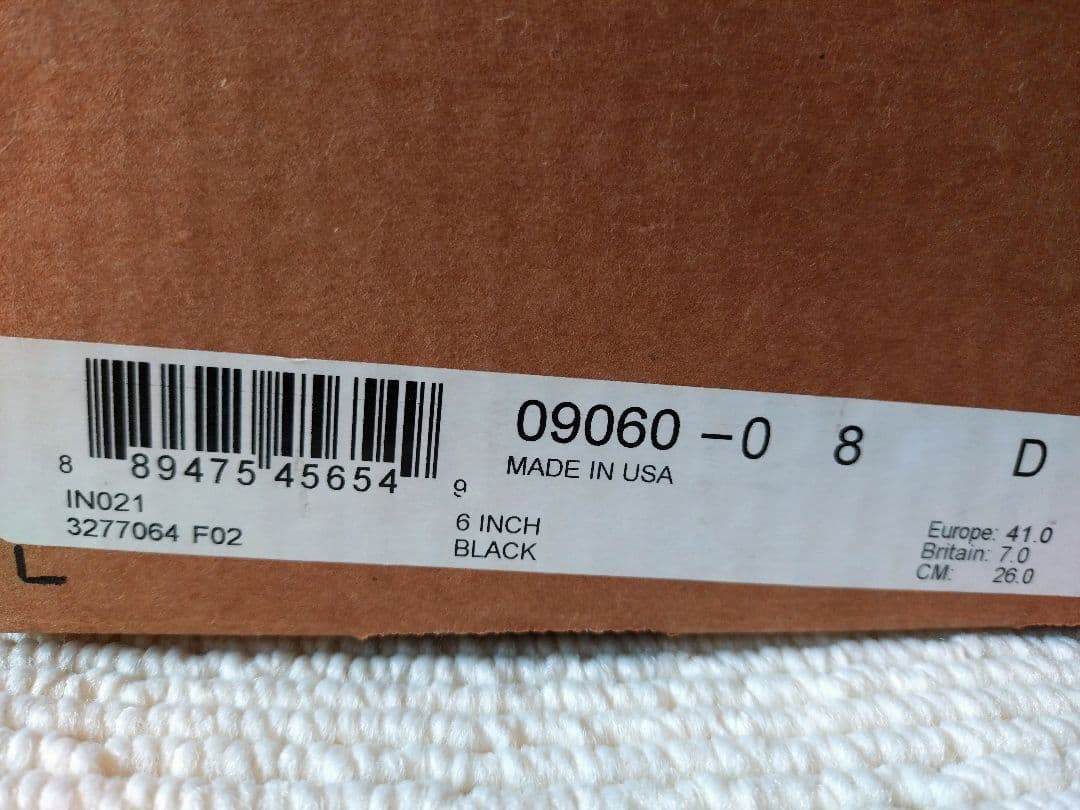 8 89475 45654 9
IN021
3277064 F02
09060 -0 8 D
MADE IN USA
6 INCH
BLACK
Europe: 41.0
Britain: 7.0
CM: 26.0
L